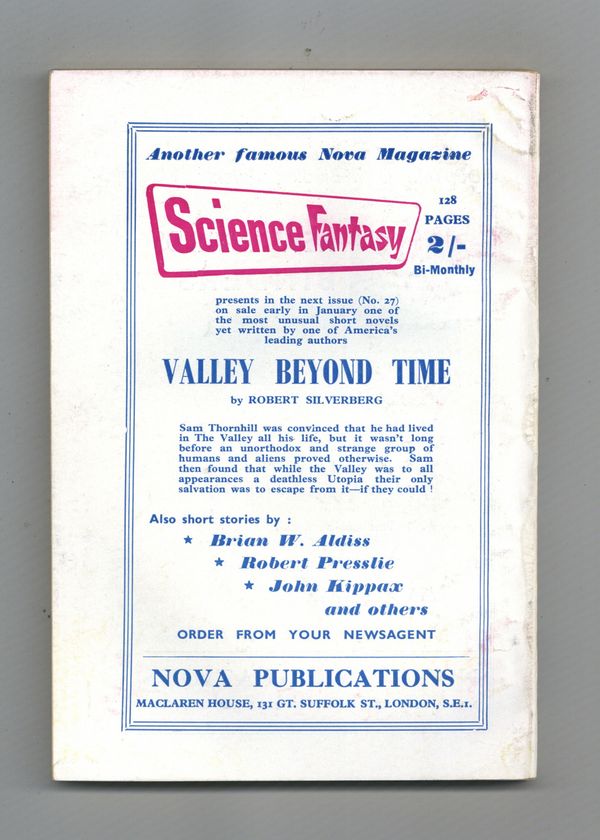 Another famous Nova Magazine
Science Fantasy
128
PAGES
2/-
Bi-Monthly
presents in the next issue (No. 27)
on sale early in January one of
the most unusual short novels
yet written by one of America's
leading authors
VALLEY BEYOND TIME
by ROBERT SILVERBERG
Sam Thornhill was convinced that he had lived
in The Valley all his life, but it wasn't long
before an unorthodox and strange group of
humans and aliens proved otherwise. Sam
then found that while the Valley was to all
appearances a deathless Utopia their only
salvation was to escape from it—if they could !
Also short stories by :
★ Brian W. Aldiss
★ Robert Presslie
★ John Kippax
and others
ORDER FROM YOUR NEWSAGENT
NOVA PUBLICATIONS
MACLAREN HOUSE, 131 GT. SUFFOLK ST., LONDON, S.E.1.